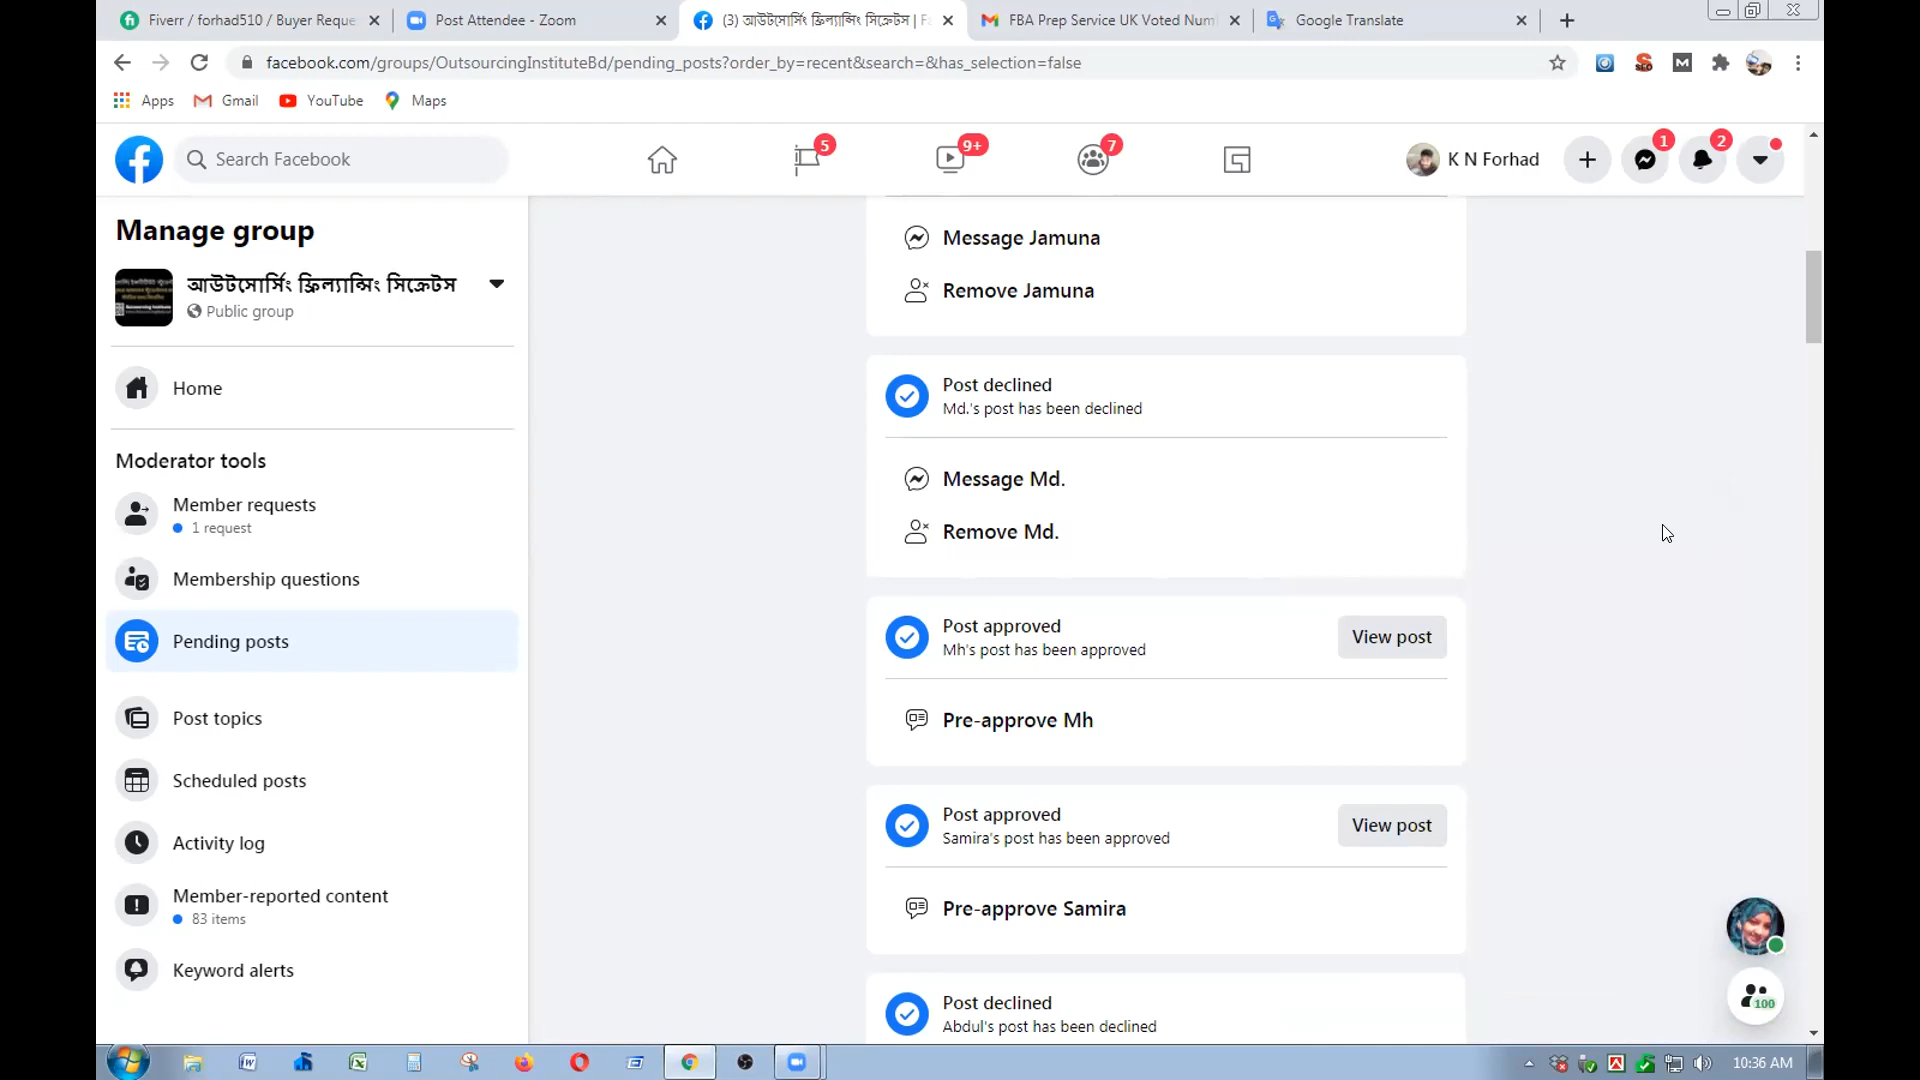 Fiverr / forhad510 / Buyer Reque
Post Attendee - Zoom
(3) আউটসোর্সিং ফ্রিল্যান্সিং সিক্রেটস | Fa
FBA Prep Service UK Voted Num
Google Translate
facebook.com/groups/OutsourcingInstituteBd/pending_posts?order_by=recent&search=&has_selection=false
Apps
Gmail
YouTube
Maps
Search Facebook
5
9+
7
K N Forhad
1
2
Manage group
আউটসোর্সিং ফ্রিল্যান্সিং সিক্রেটস
Public group
Home
Moderator tools
Member requests
1 request
Membership questions
Pending posts
Post topics
Scheduled posts
Activity log
Member-reported content
83 items
Keyword alerts
Message Jamuna
Remove Jamuna
Post declined
Md.'s post has been declined
Message Md.
Remove Md.
Post approved
Mh's post has been approved
View post
Pre-approve Mh
Post approved
Samira's post has been approved
View post
Pre-approve Samira
Post declined
Abdul's post has been declined
100
10:36 AM